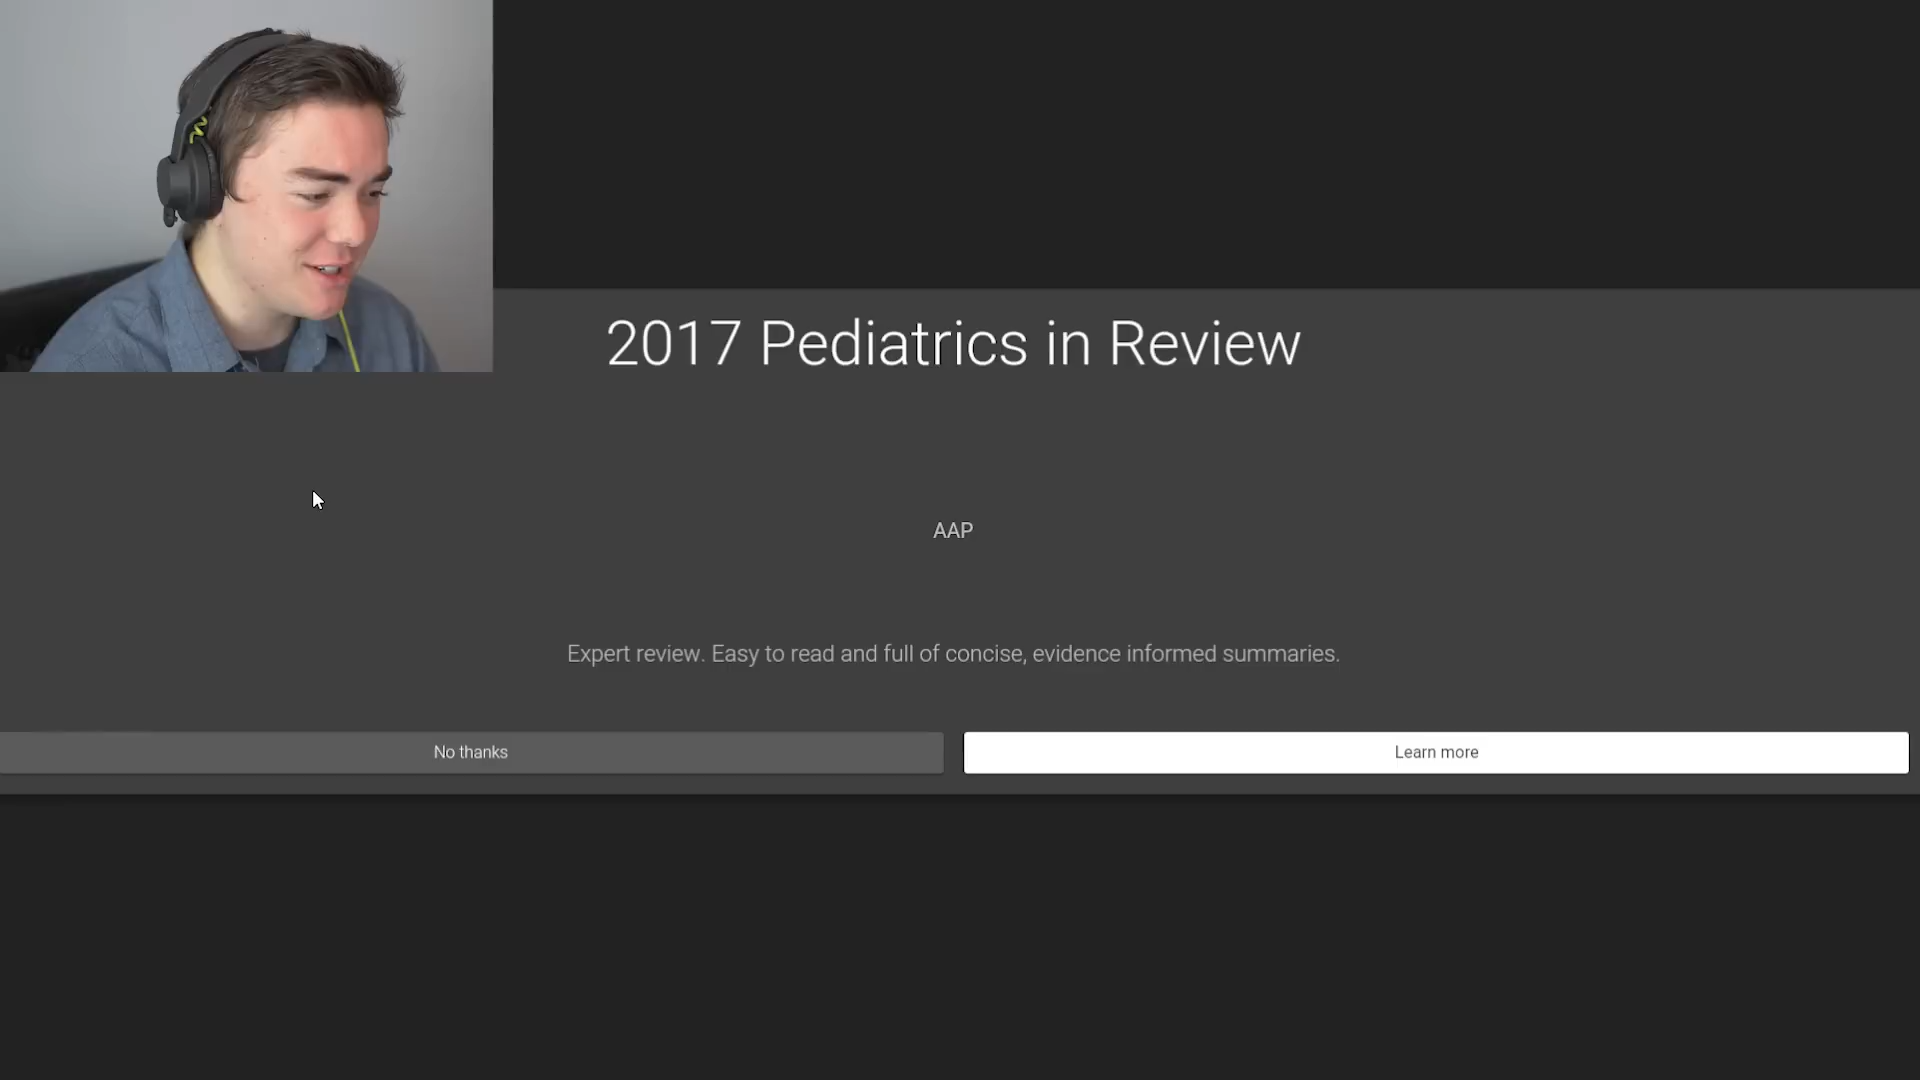 2017 Pediatrics in Review
AAP
Expert review. Easy to read and full of concise, evidence informed summaries.
No thanks
Learn more